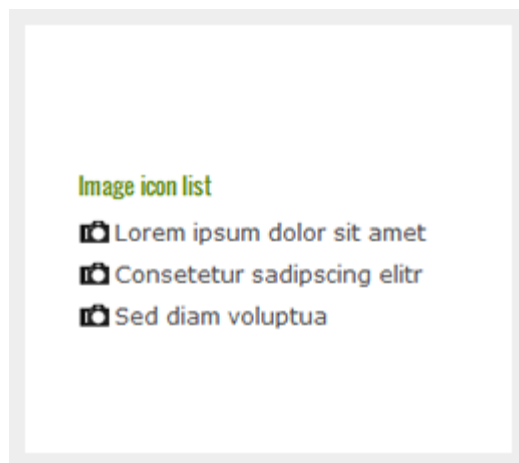 Image icon list
Lorem ipsum dolor sit amet
Consetetur sadipscing elitr
Sed diam voluptua